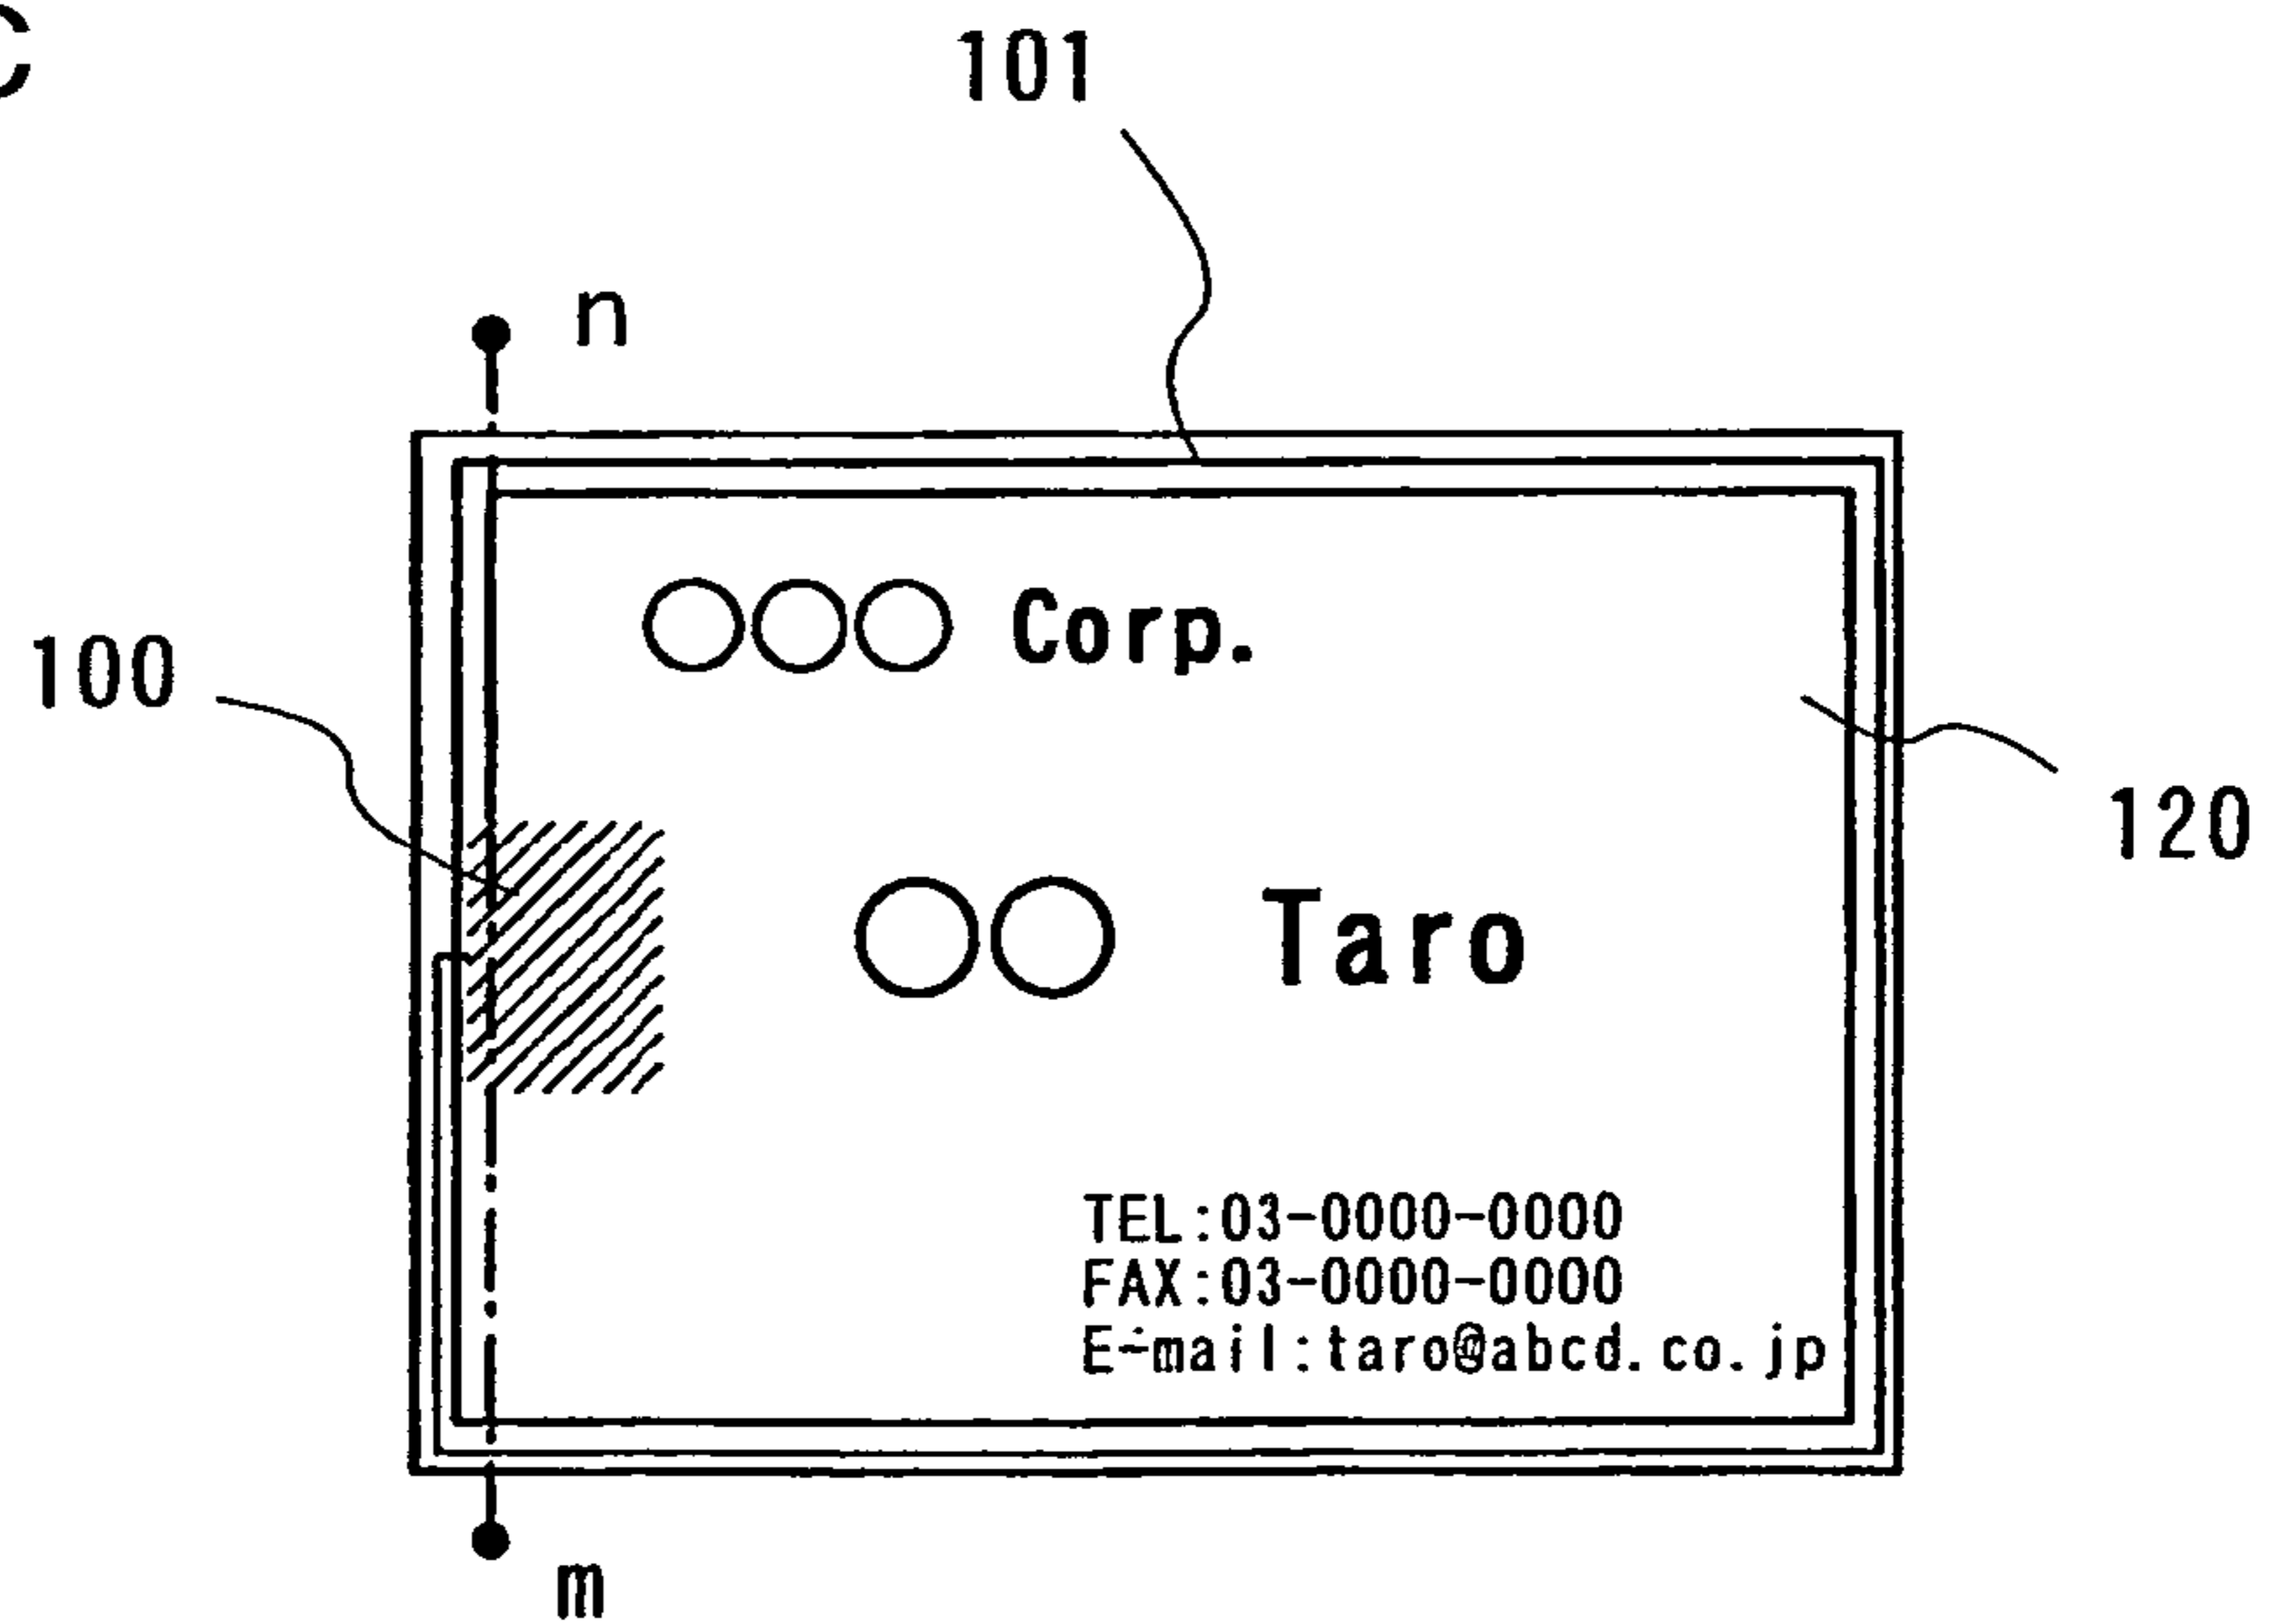 C
101
n
○○○ Corp.
100
120
○○ Taro
TEL:03-0000-0000
FAX:03-0000-0000
E-mail:taro@abcd.co.jp
m